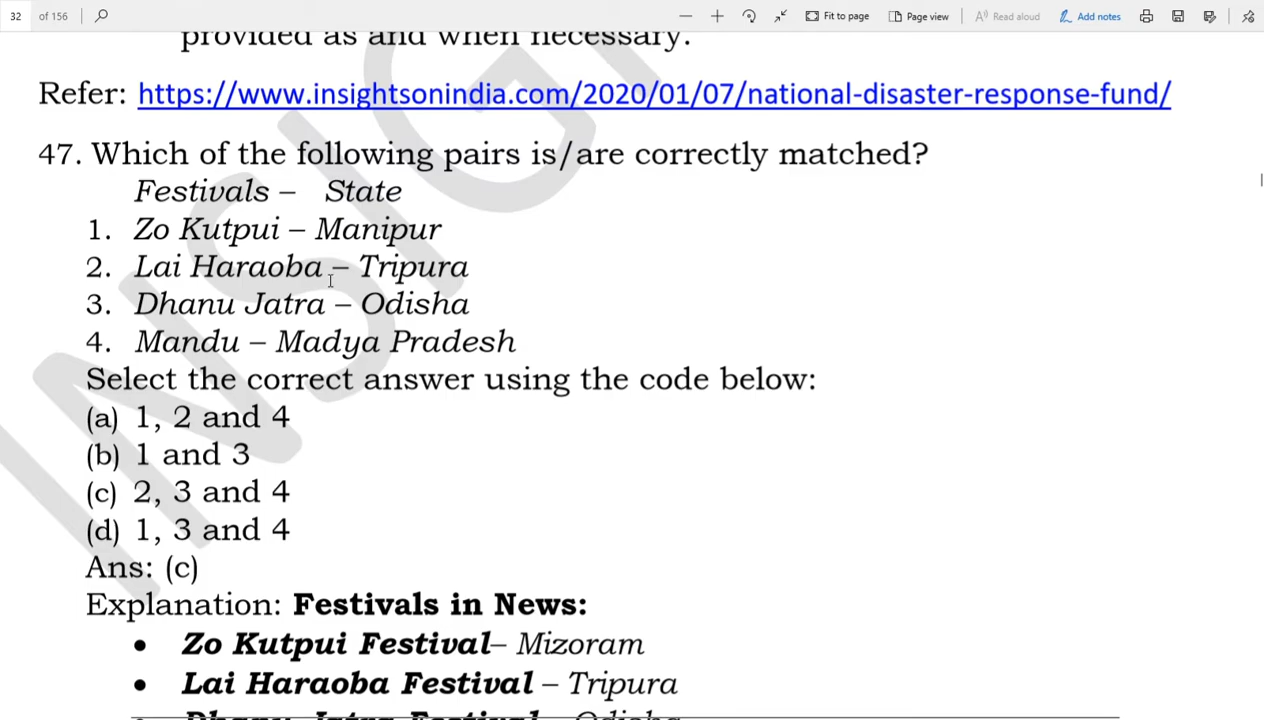 32 of 156 Fit to page Page view Read aloud Add notes
provided as and when necessary.
Refer: https://www.insightsonindia.com/2020/01/07/national-disaster-response-fund/
47. Which of the following pairs is/are correctly matched?
Festivals – State
1. Zo Kutpui – Manipur
2. Lai Haraoba – Tripura
3. Dhanu Jatra – Odisha
4. Mandu – Madya Pradesh
Select the correct answer using the code below:
(a) 1, 2 and 4
(b) 1 and 3
(c) 2, 3 and 4
(d) 1, 3 and 4
Ans: (c)
Explanation: Festivals in News:
• Zo Kutpui Festival– Mizoram
• Lai Haraoba Festival – Tripura
• Dhanu Jatra Festival – Odisha